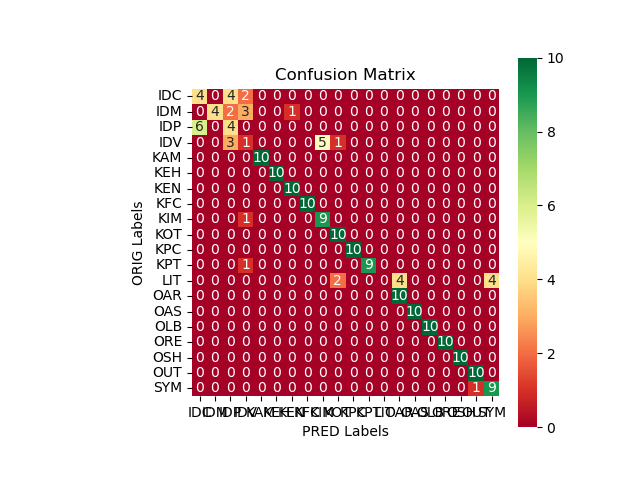 Confusion Matrix
IDC 4 0 4 2 0 0 0 0 0 0 0 0 0 0 0 0 0 0 0 0
IDM 0 4 2 3 0 0 1 0 0 0 0 0 0 0 0 0 0 0 0 0
IDP 6 0 4 0 0 0 0 0 0 0 0 0 0 0 0 0 0 0 0 0
IDV 0 0 3 1 0 0 0 0 5 1 0 0 0 0 0 0 0 0 0 0
KAM 0 0 0 0 10 0 0 0 0 0 0 0 0 0 0 0 0 0 0 0
KEH 0 0 0 0 0 10 0 0 0 0 0 0 0 0 0 0 0 0 0 0
KEN 0 0 0 0 0 0 10 0 0 0 0 0 0 0 0 0 0 0 0 0
KFC 0 0 0 0 0 0 0 10 0 0 0 0 0 0 0 0 0 0 0 0
KIM 0 0 0 1 0 0 0 0 9 0 0 0 0 0 0 0 0 0 0 0
KOT 0 0 0 0 0 0 0 0 0 10 0 0 0 0 0 0 0 0 0 0
KPC 0 0 0 0 0 0 0 0 0 0 10 0 0 0 0 0 0 0 0 0
KPT 0 0 0 1 0 0 0 0 0 0 0 9 0 0 0 0 0 0 0 0
LIT 0 0 0 0 0 0 0 0 0 2 0 0 0 4 0 0 0 0 0 4
OAR 0 0 0 0 0 0 0 0 0 0 0 0 0 10 0 0 0 0 0 0
OAS 0 0 0 0 0 0 0 0 0 0 0 0 0 0 10 0 0 0 0 0
OLB 0 0 0 0 0 0 0 0 0 0 0 0 0 0 0 10 0 0 0 0
ORE 0 0 0 0 0 0 0 0 0 0 0 0 0 0 0 0 10 0 0 0
OSH 0 0 0 0 0 0 0 0 0 0 0 0 0 0 0 0 0 10 0 0
OUT 0 0 0 0 0 0 0 0 0 0 0 0 0 0 0 0 0 0 10 0
SYM 0 0 0 0 0 0 0 0 0 0 0 0 0 0 0 0 0 0 1 9
IDC IDM IDP IDV KAM KEH KEN KFC KIM KOT KPC KPT LIT OAR OAS OLB ORE OSH OUT SYM
PRED Labels
ORIG Labels
10
8
6
4
2
0